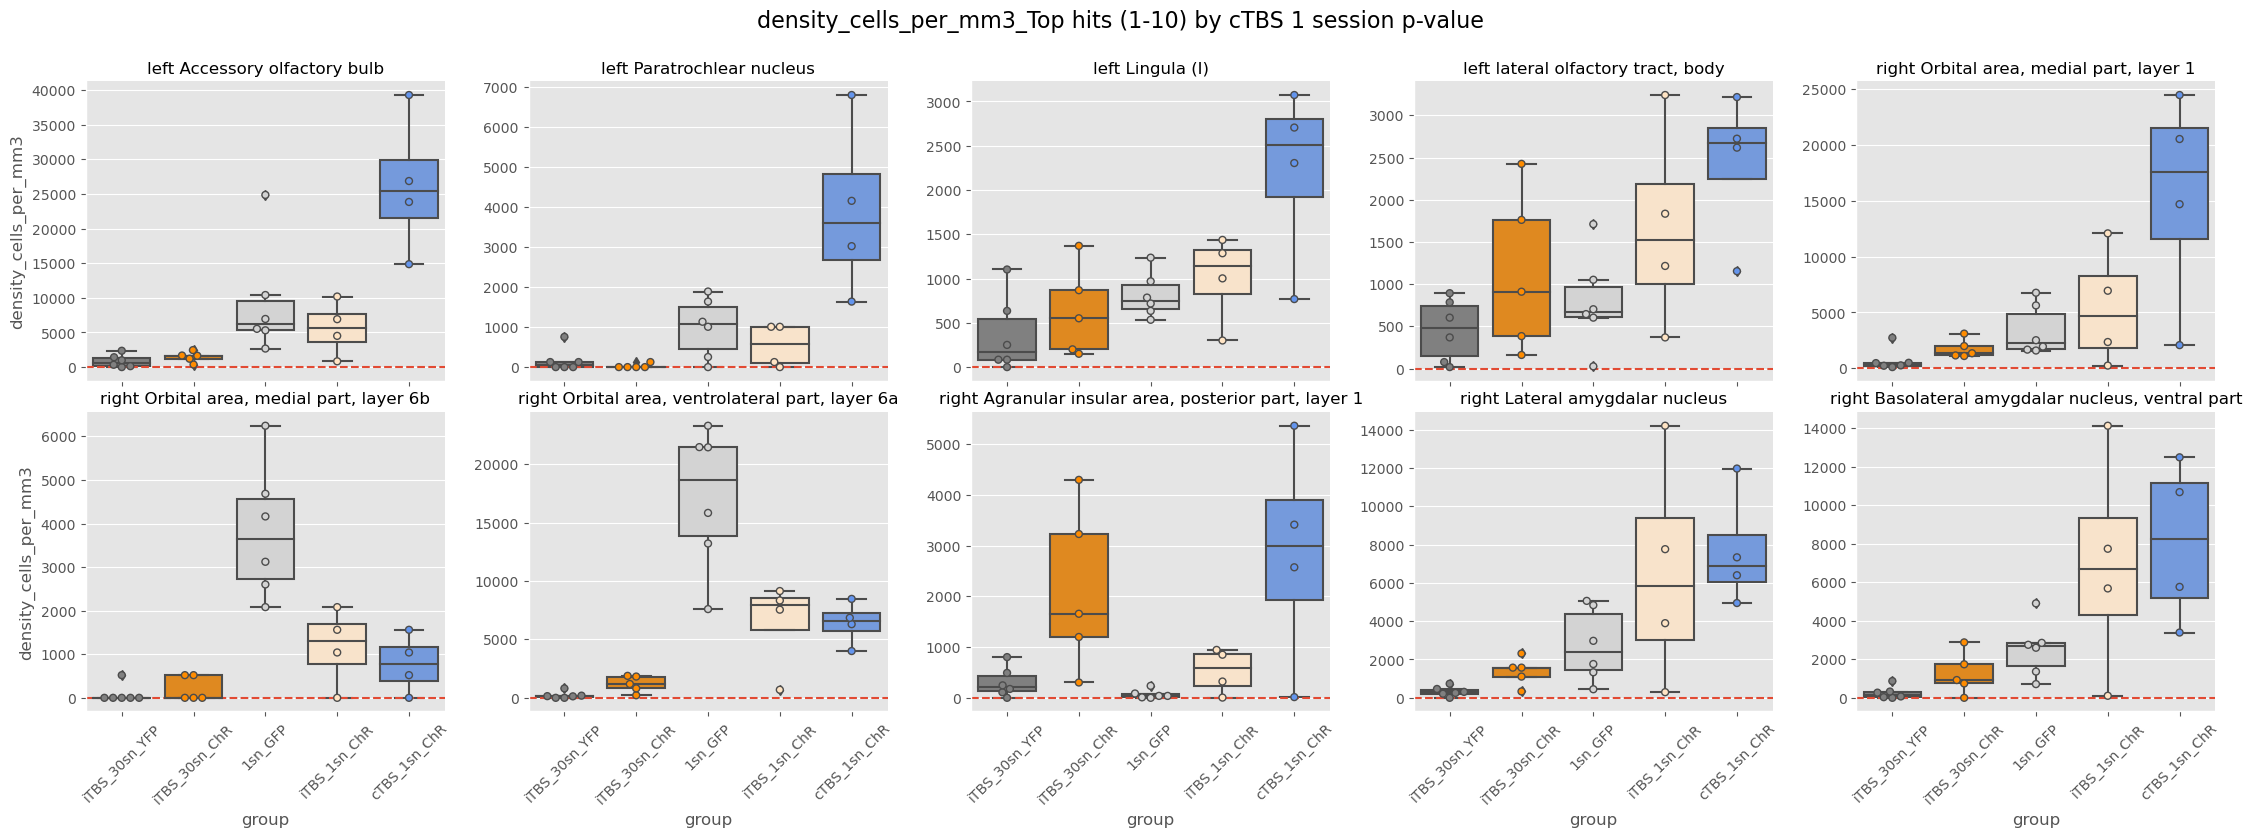 density_cells_per_mm3_Top hits (1-10) by cTBS 1 session p-value
left Accessory olfactory bulb
left Paratrochlear nucleus
left Lingula (I)
left lateral olfactory tract, body
right Orbital area, medial part, layer 1
density_cells_per_mm3
40000
35000
30000
25000
20000
15000
10000
5000
0
7000
6000
5000
4000
3000
2000
1000
0
3000
2500
2000
1500
1000
500
0
3000
2500
2000
1500
1000
500
0
25000
20000
15000
10000
5000
0
right Orbital area, medial part, layer 6b
right Orbital area, ventrolateral part, layer 6a
right Agranular insular area, posterior part, layer 1
right Lateral amygdalar nucleus
right Basolateral amygdalar nucleus, ventral part
density_cells_per_mm3
6000
5000
4000
3000
2000
1000
0
20000
15000
10000
5000
0
5000
4000
3000
2000
1000
0
14000
12000
10000
8000
6000
4000
2000
0
14000
12000
10000
8000
6000
4000
2000
0
iTBS_30sn_YFP
iTBS_30sn_ChR
1sn_GFP
iTBS_1sn_ChR
cTBS_1sn_ChR
iTBS_30sn_YFP
iTBS_30sn_ChR
1sn_GFP
iTBS_1sn_ChR
cTBS_1sn_ChR
iTBS_30sn_YFP
iTBS_30sn_ChR
1sn_GFP
iTBS_1sn_ChR
cTBS_1sn_ChR
iTBS_30sn_YFP
iTBS_30sn_ChR
1sn_GFP
iTBS_1sn_ChR
cTBS_1sn_ChR
iTBS_30sn_YFP
iTBS_30sn_ChR
1sn_GFP
iTBS_1sn_ChR
cTBS_1sn_ChR
group
group
group
group
group